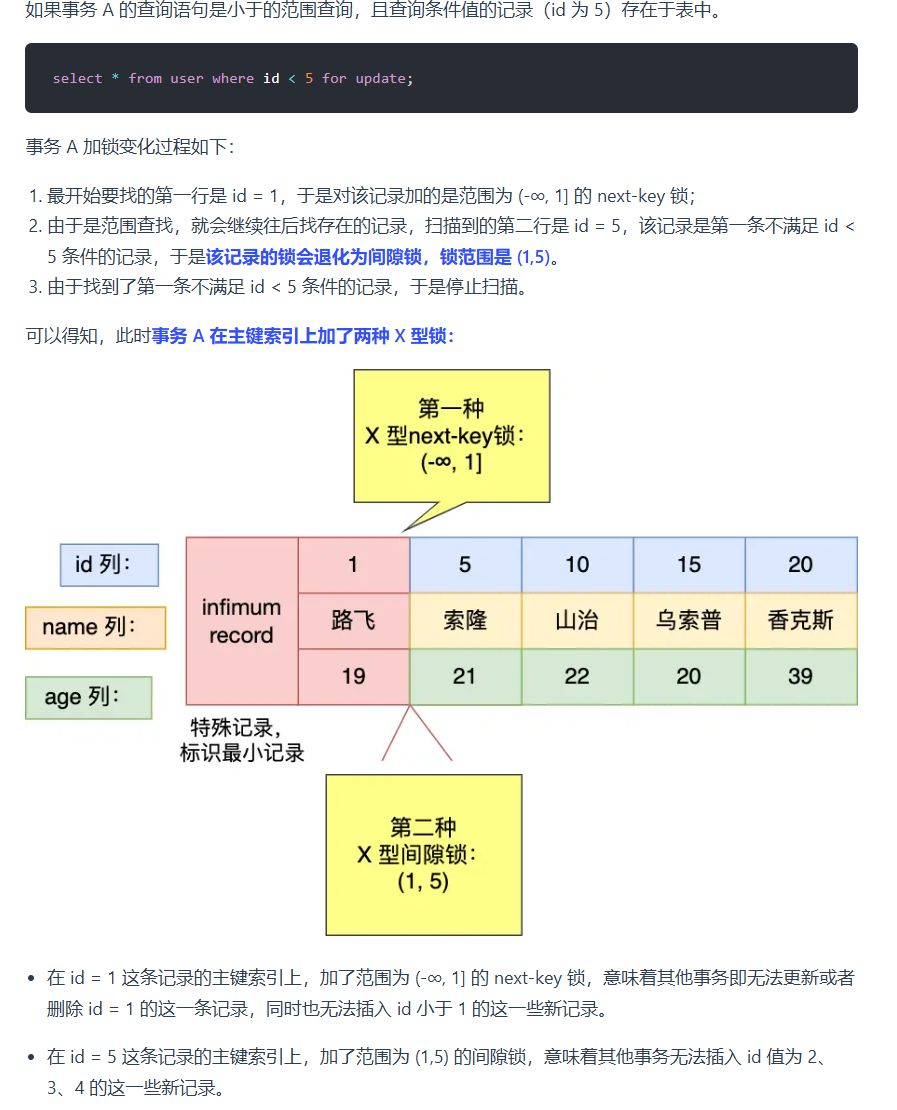 如果事务 A 的查询语句是小于的范围查询，且查询条件值的记录（id 为 5）存在于表中。
select * from user where id < 5 for update;
事务 A 加锁变化过程如下：
1. 最开始要找的第一行是 id = 1，于是对该记录加的是范围为 (-∞, 1] 的 next-key 锁；
2. 由于是范围查找，就会继续往后找存在的记录，扫描到的第二行是 id = 5，该记录是第一条不满足 id <
5 条件的记录，于是该记录的锁会退化为间隙锁，锁范围是 (1,5)。
3. 由于找到了第一条不满足 id < 5 条件的记录，于是停止扫描。
可以得知，此时事务 A 在主键索引上加了两种 X 型锁：
第一种
X 型next-key锁：
(-∞, 1]
id 列：
1
5
10
15
20
infimum
record
name 列：
路飞
索隆
山治
乌索普
香克斯
age 列：
19
21
22
20
39
特殊记录，
标识最小记录
第二种
X 型间隙锁：
(1, 5)
• 在 id = 1 这条记录的主键索引上，加了范围为 (-∞, 1] 的 next-key 锁，意味着其他事务即无法更新或者
删除 id = 1 的这一条记录，同时也无法插入 id 小于 1 的这一些新记录。
• 在 id = 5 这条记录的主键索引上，加了范围为 (1,5) 的间隙锁，意味着其他事务无法插入 id 值为 2、
3、4 的这一些新记录。